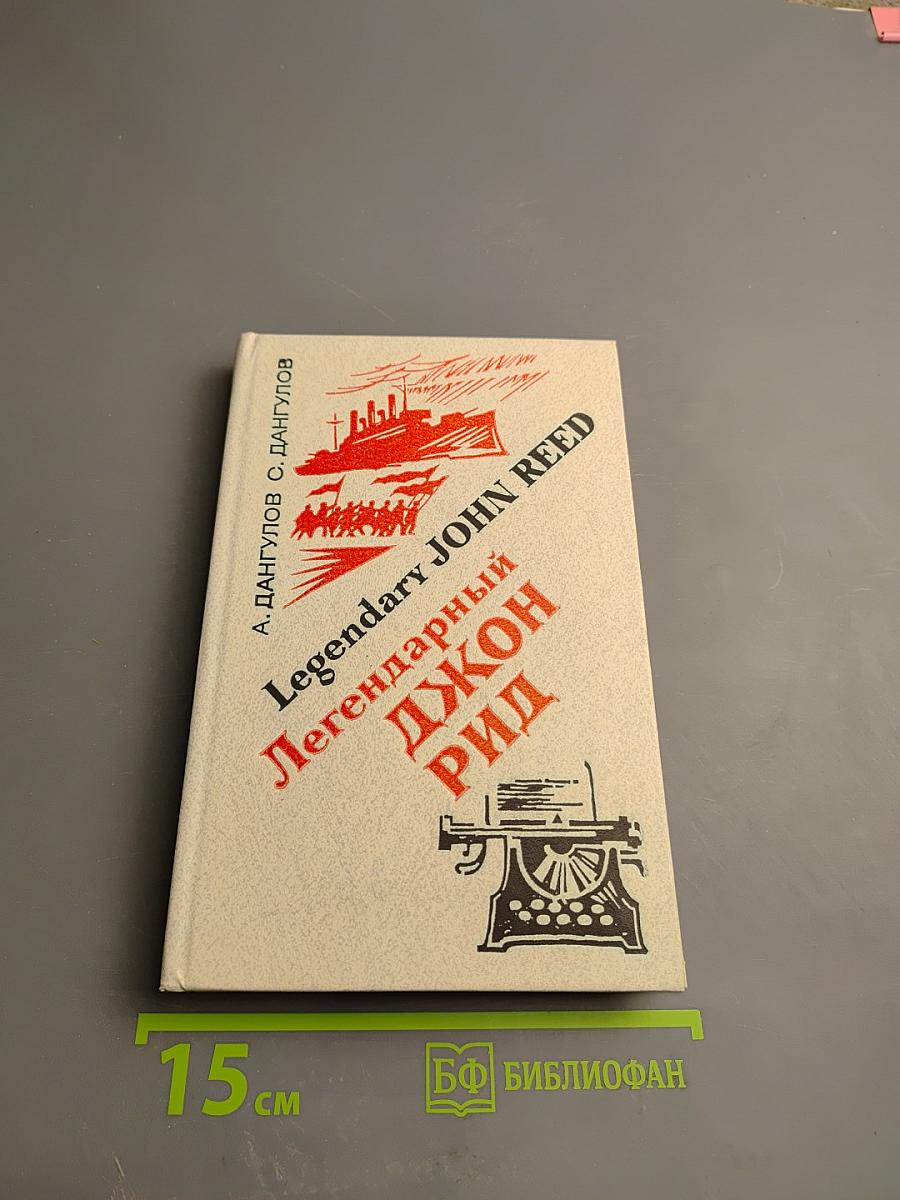 А. ДАНГУЛОВ С. ДАНГУЛОВ
Legendary JOHN REED
Легендарный
ДЖОН
РИД
15 см
БФ БИБЛИОФАН